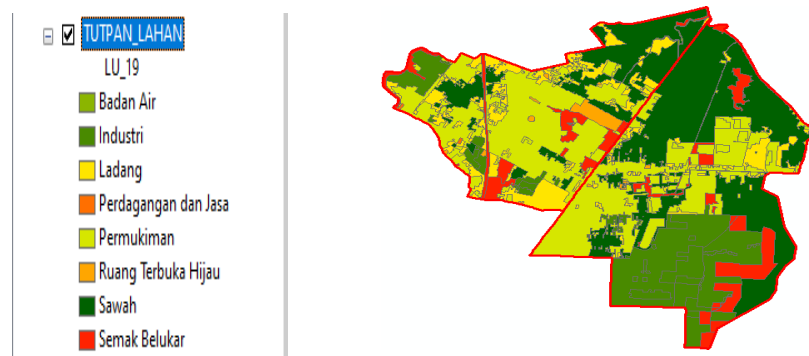 TUTPAN_LAHAN
LU_19
Badan Air
Industri
Ladang
Perdagangan dan Jasa
Permukiman
Ruang Terbuka Hijau
Sawah
Semak Belukar